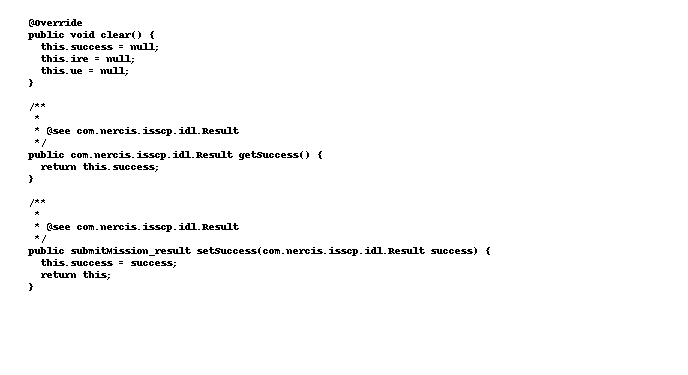 @Override
public void clear() {
  this.success = null;
  this.ire = null;
  this.ue = null;
}

/**
 *
 * @see com.nercis.isscp.idl.Result
 */
public com.nercis.isscp.idl.Result getSuccess() {
  return this.success;
}

/**
 *
 * @see com.nercis.isscp.idl.Result
 */
public submitMission_result setSuccess(com.nercis.isscp.idl.Result success) {
  this.success = success;
  return this;
}